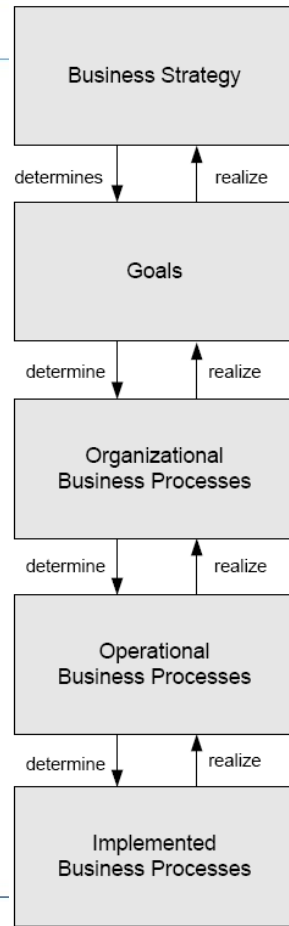 Business Strategy
determines realize
Goals
determine realize
Organizational
Business Processes
determine realize
Operational
Business Processes
determine realize
Implemented
Business Processes